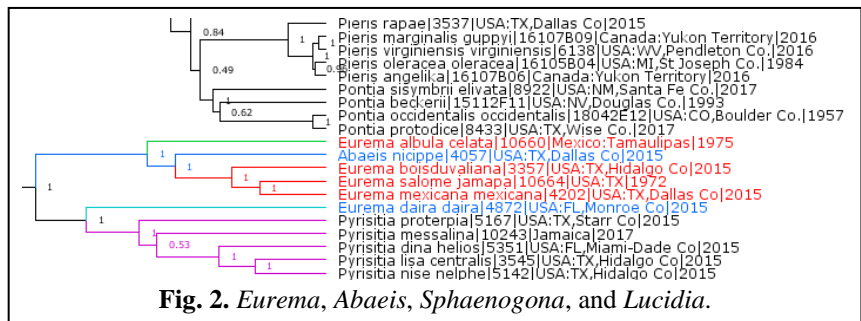 Pieris rapae|3537|USA:TX,Dallas Co|2015
0.84
1 1 Pieris marginalis guppyi|16107B09|Canada:Yukon Territory|2016
1 Pieris virginiensis virginiensis|6138|USA:WV,Pendleton Co.|2016
Pieris oleracea oleracea|16105B04|USA:MI,St Joseph Co.|1984
0.49
Pieris angelika|16107B06|Canada:Yukon Territory|2016
Pontia sisymbrii elivata|8922|USA:NM,Santa Fe Co.|2017
1 Pontia beckerii|15112F11|USA:NV,Douglas Co.|1993
0.62 Pontia occidentalis occidentalis|18042E12|USA:CO,Boulder Co.|1957
1 Pontia protodice|8433|USA:TX,Wise Co.|2017
Eurema albula celata|10660|Mexico:Tamaulipas|1975
1 Abaeis nicippe|4057|USA:TX,Dallas Co|2015
1 Eurema boisduvaliana|3357|USA:TX,Hidalgo Co|2015
1 Eurema salome jamapa|10664|USA:TX|1972
1 1 Eurema mexicana mexicana|4202|USA:TX,Dallas Co|2015
Eurema daira daira|4872|USA:FL,Monroe Co|2015
1 Pyrisitia proterpia|5167|USA:TX,Starr Co|2015
1 Pyrisitia messalina|10243|Jamaica|2017
0.53 Pyrisitia dina helios|5351|USA:FL,Miami-Dade Co|2015
1 Pyrisitia lisa centralis|3545|USA:TX,Hidalgo Co|2015
1 Pyrisitia nise nelphe|5142|USA:TX,Hidalgo Co|2015
Fig. 2. Eurema, Abaeis, Sphaenogona, and Lucidia.